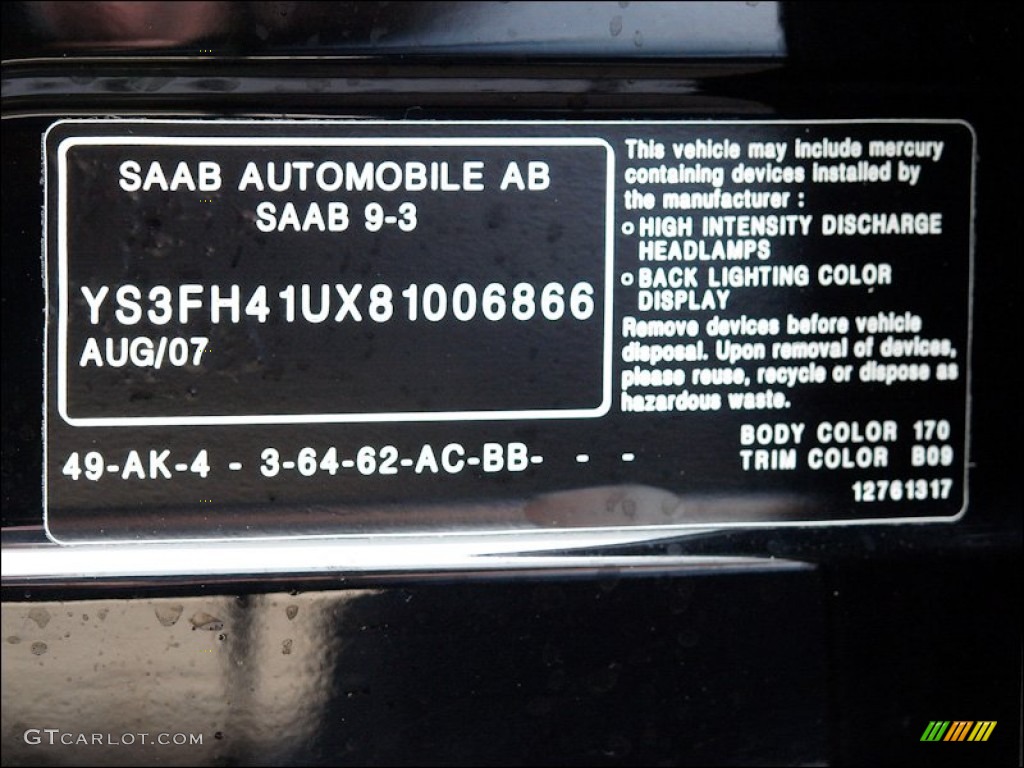 SAAB AUTOMOBILE AB
SAAB 9-3
YS3FH41UX81006866
AUG/07
49-AK-4 - 3-64-62-AC-BB- - -
This vehicle may include mercury
containing devices installed by
the manufacturer :
o HIGH INTENSITY DISCHARGE
HEADLAMPS
o BACK LIGHTING COLOR
DISPLAY
Remove devices before vehicle
disposal. Upon removal of devices,
please reuse, recycle or dispose as
hazardous waste.
BODY COLOR 170
TRIM COLOR B09
12761317
GTCARLOT.COM